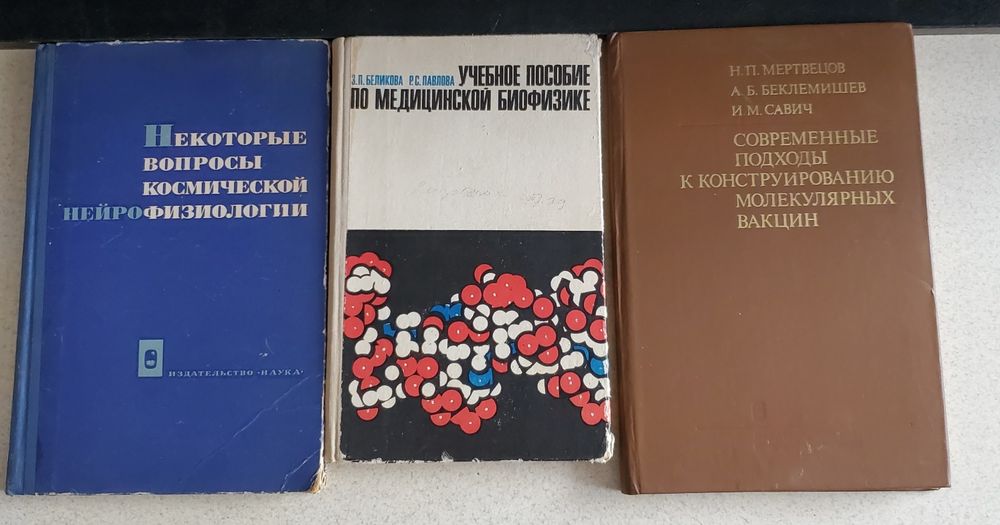 Некоторые
вопросы
космической
нейрофизиологии
ИЗДАТЕЛЬСТВО «НАУКА»
З.П. БЕЛИКОВА Р.С. ПАВЛОВА УЧЕБНОЕ ПОСОБИЕ
ПО МЕДИЦИНСКОЙ БИОФИЗИКЕ
Н.П. МЕРТВЕЦОВ
А.Б. БЕКЛЕМИШЕВ
И.М. САВИЧ
СОВРЕМЕННЫЕ
ПОДХОДЫ
К КОНСТРУИРОВАНИЮ
МОЛЕКУЛЯРНЫХ
ВАКЦИН